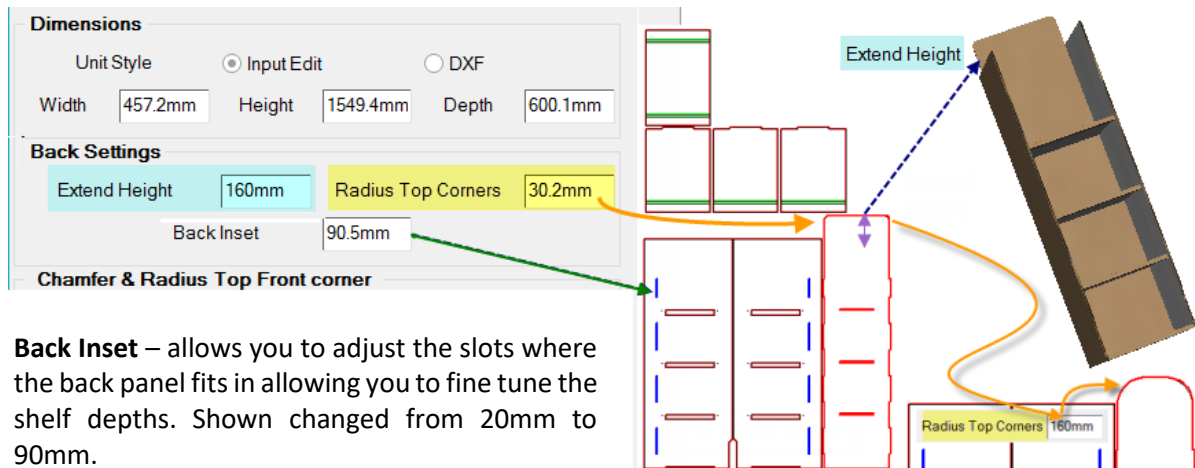 Dimensions
Unit Style Input Edit DXF
Width 457.2mm Height 1549.4mm Depth 600.1mm
Back Settings
Extend Height 160mm Radius Top Corners 30.2mm
Back Inset 90.5mm
Chamfer & Radius Top Front corner
Extend Height
Back Inset – allows you to adjust the slots where
the back panel fits in allowing you to fine tune the
shelf depths. Shown changed from 20mm to
90mm.
Radius Top Corners 160mm